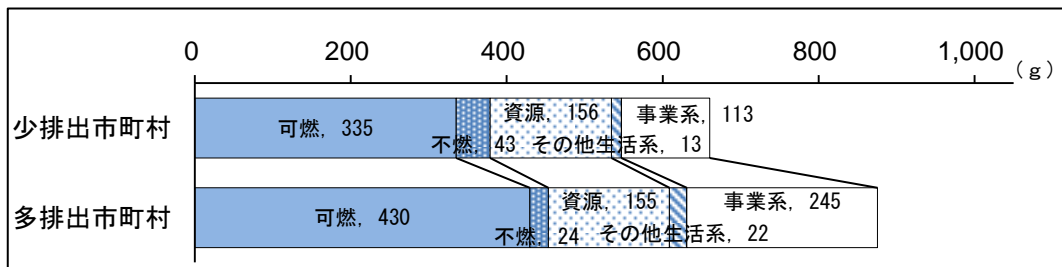 0 200 400 600 800 1,000
（ｇ）
少排出市町村
可燃, 335
不燃, 43
資源, 156
その他生活系, 13
事業系, 113
多排出市町村
可燃, 430
不燃, 24
資源, 155
その他生活系, 22
事業系, 245